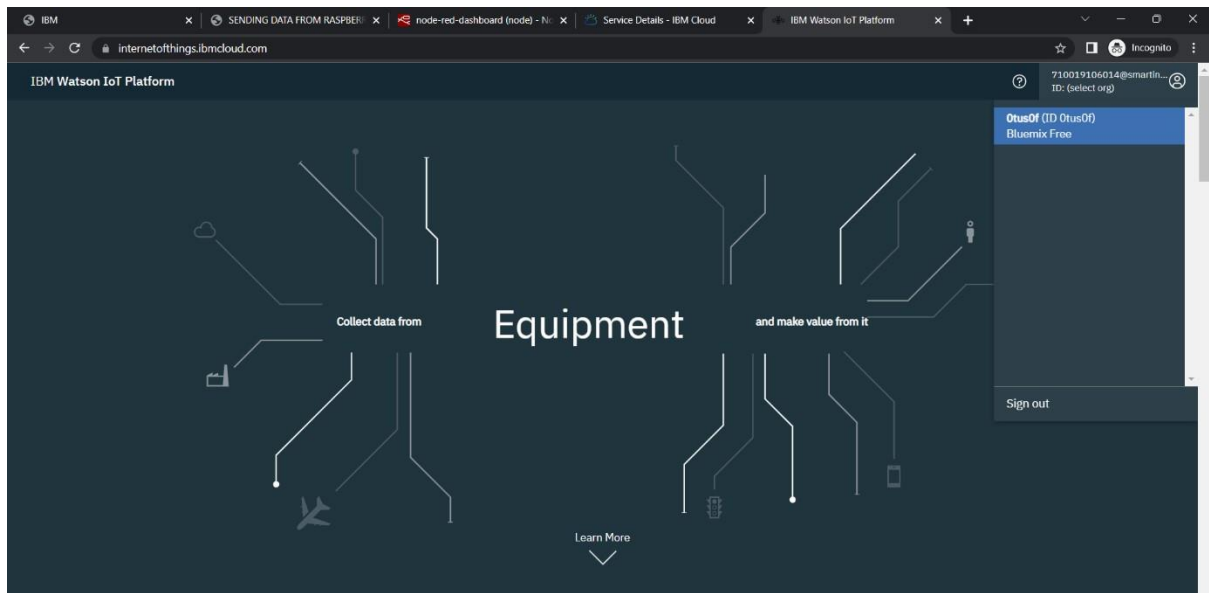 IBM
SENDING DATA FROM RASPBERR
node-red-dashboard (node) - No
Service Details - IBM Cloud
IBM Watson IoT Platform
internetofthings.ibmcloud.com
Incognito
IBM Watson IoT Platform
710019106014@smartin...
ID: (select org)
0tus0f (ID 0tus0f)
Bluemix Free
Sign out
Collect data from
Equipment
and make value from it
Learn More